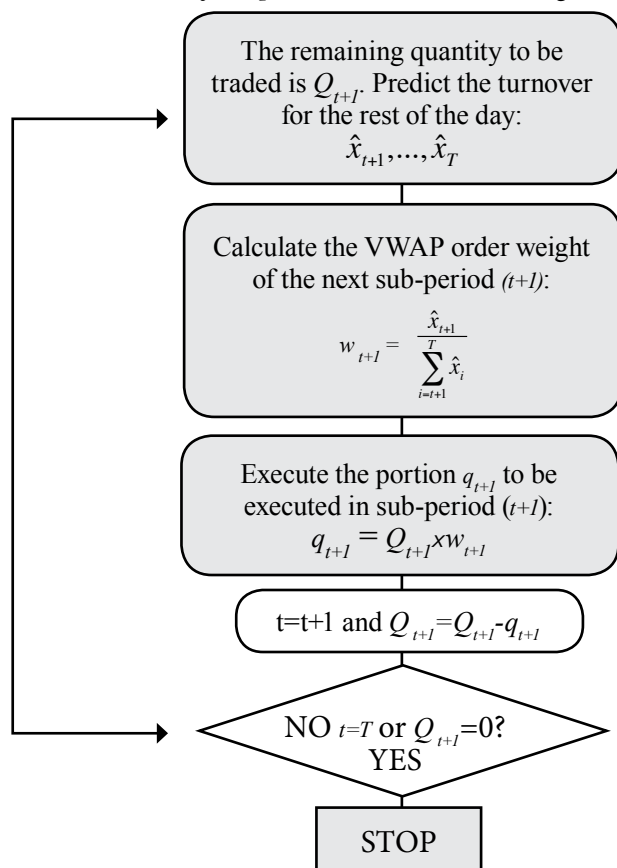 The remaining quantity to be
traded is Q_{t+1}. Predict the turnover
for the rest of the day:
x̂_{t+1},..., x̂_T
Calculate the VWAP order weight
of the next sub-period (t+1):
w_{t+1} = x̂_{t+1} / ∑_{i=t+1}^{T} x̂_i
Execute the portion q_{t+1} to be
executed in sub-period (t+1):
q_{t+1} = Q_{t+1} x w_{t+1}
t=t+1 and Q_{t+1}=Q_{t+1}-q_{t+1}
NO t=T or Q_{t+1}=0?
YES
STOP